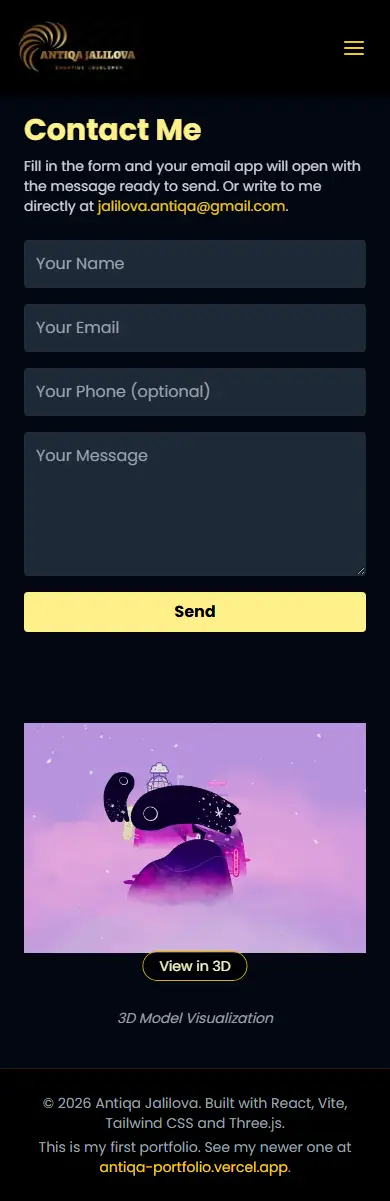 ANTIQA JALILOVA
Contact Me
Fill in the form and your email app will open with
the message ready to send. Or write to me
directly at jalilova.antiqa@gmail.com.
Your Name
Your Email
Your Phone (optional)
Your Message
Send
View in 3D
3D Model Visualization
© 2026 Antiqa Jalilova. Built with React, Vite,
Tailwind CSS and Three.js.
This is my first portfolio. See my newer one at
antiqa-portfolio.vercel.app.